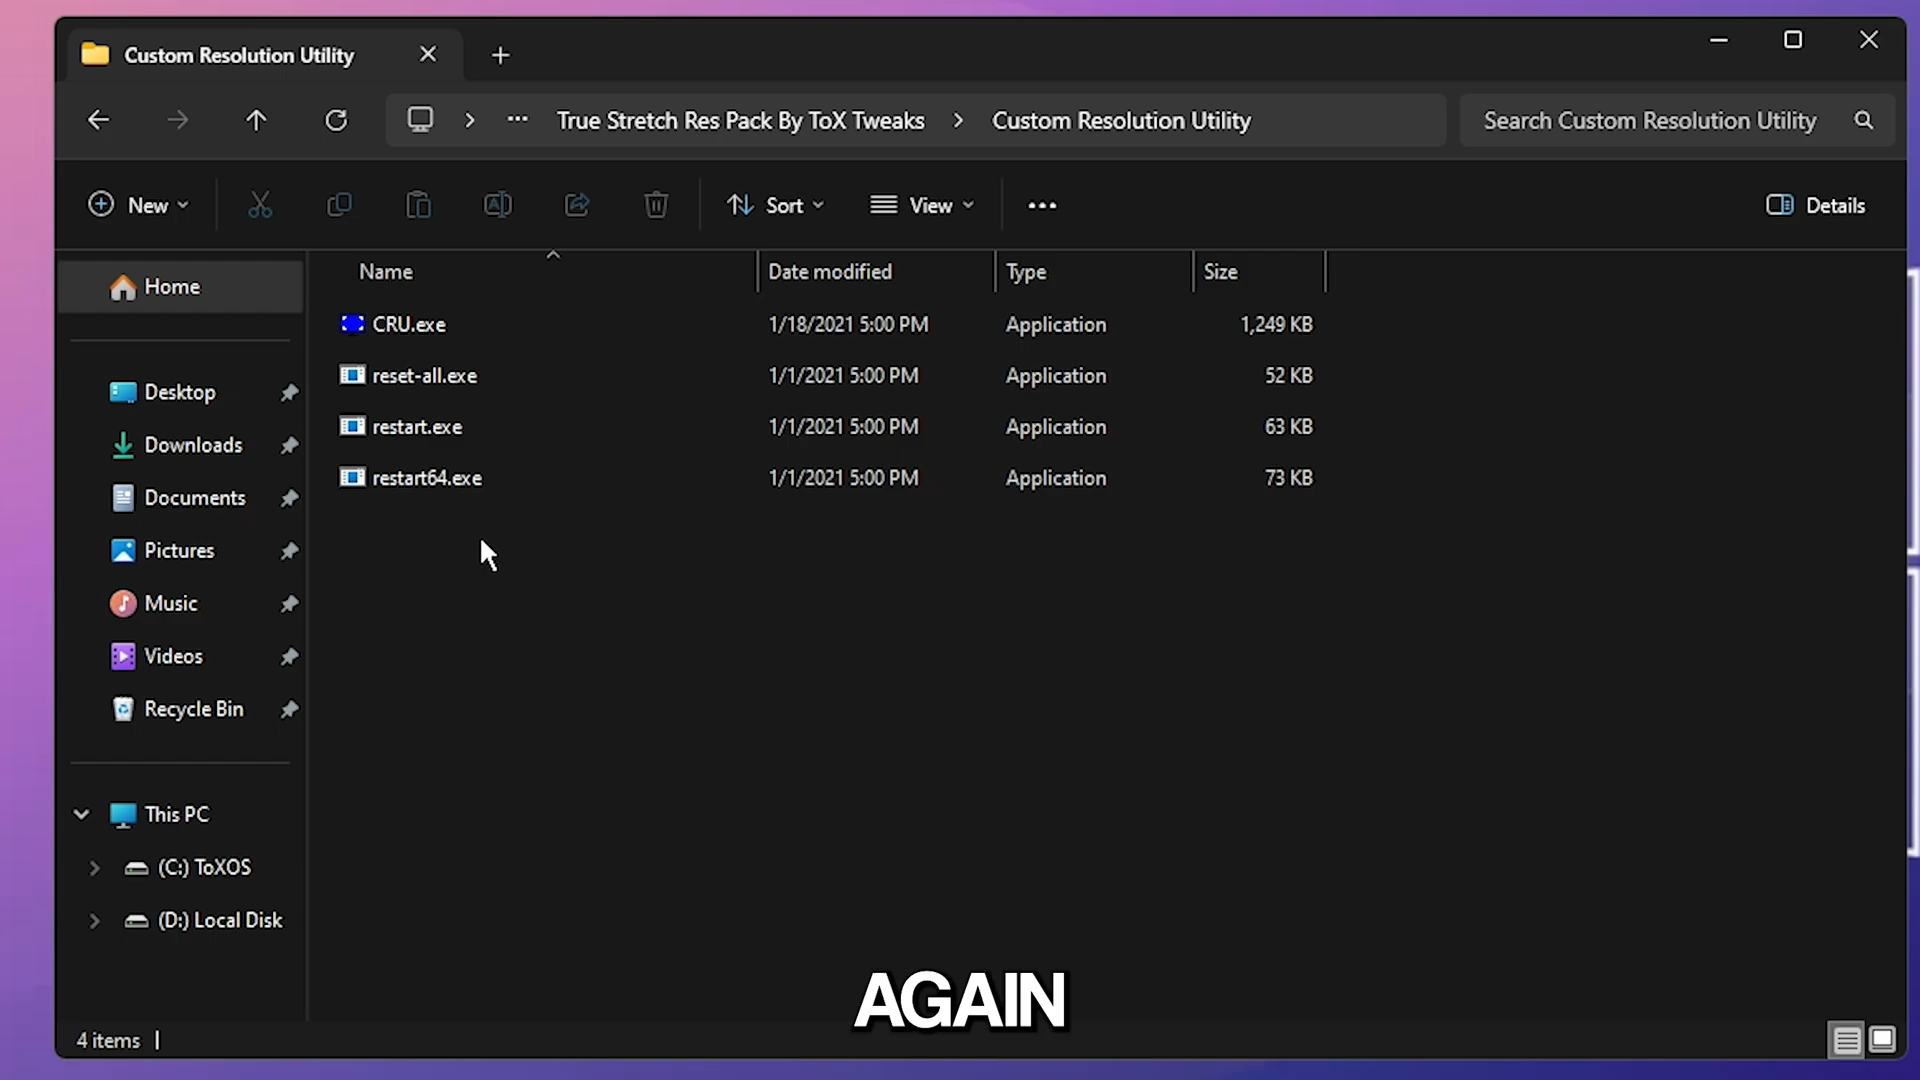 Custom Resolution Utility
True Stretch Res Pack By ToX Tweaks > Custom Resolution Utility
Search Custom Resolution Utility
New
Sort
View
Details
Home
Desktop
Downloads
Documents
Pictures
Music
Videos
Recycle Bin
This PC
(C:) ToXOS
(D:) Local Disk
Name Date modified Type Size
CRU.exe 1/18/2021 5:00 PM Application 1,249 KB
reset-all.exe 1/1/2021 5:00 PM Application 52 KB
restart.exe 1/1/2021 5:00 PM Application 63 KB
restart64.exe 1/1/2021 5:00 PM Application 73 KB
AGAIN
4 items